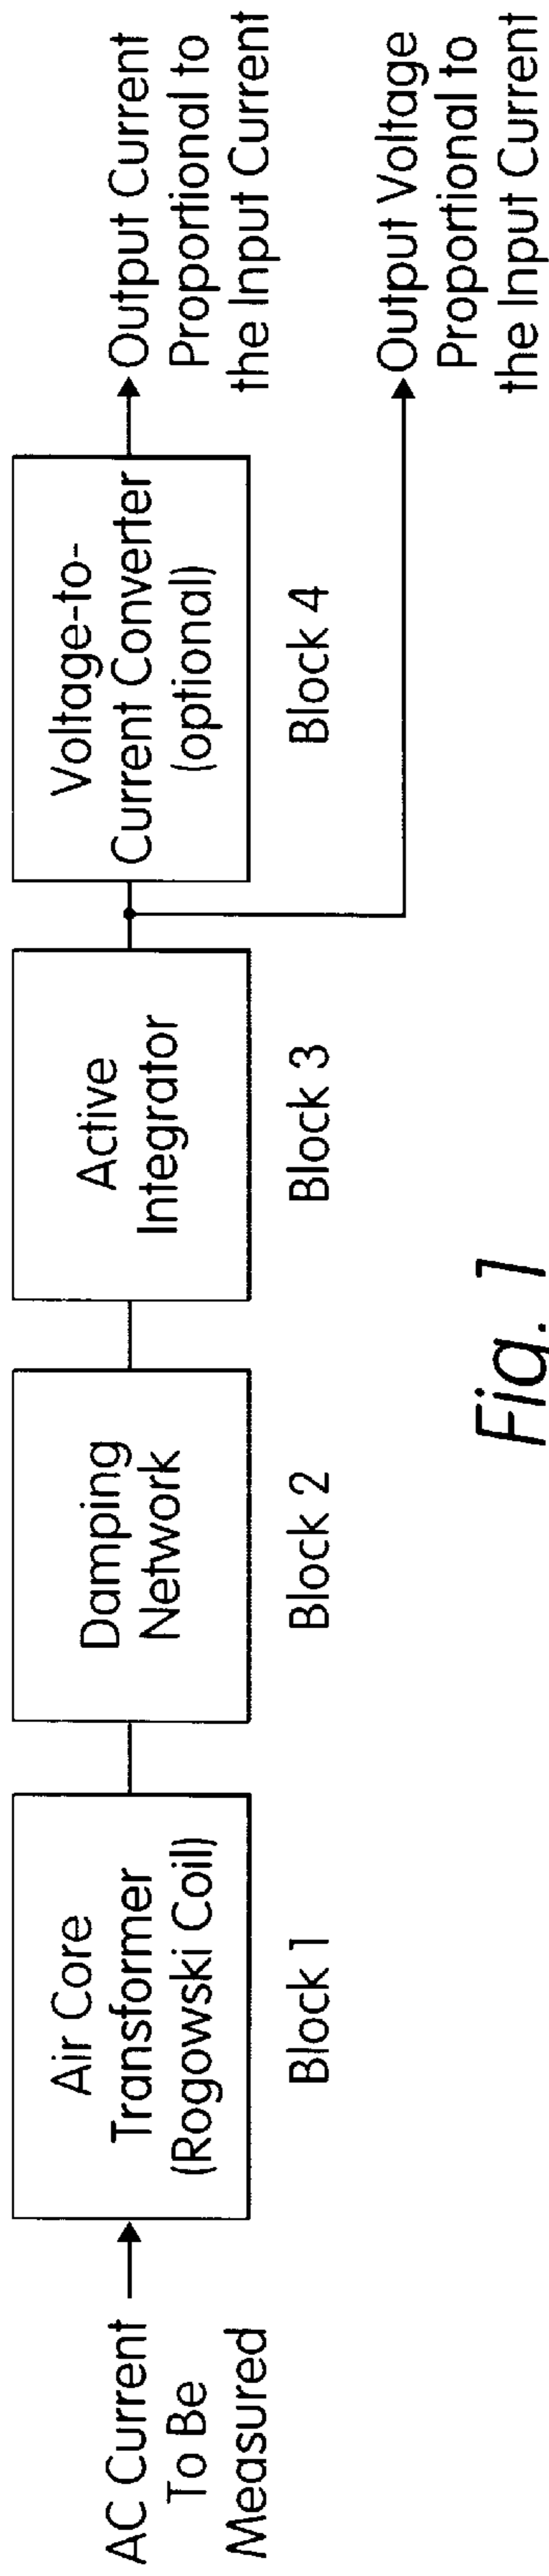 AC Current
To Be
Measured
Air Core
Transformer
(Rogowski Coil)
Block 1
Damping
Network
Block 2
Active
Integrator
Block 3
Voltage-to-
Current Converter
(optional)
Block 4
Output Current
Proportional to
the Input Current
Output Voltage
Proportional to
the Input Current
Fig. 1